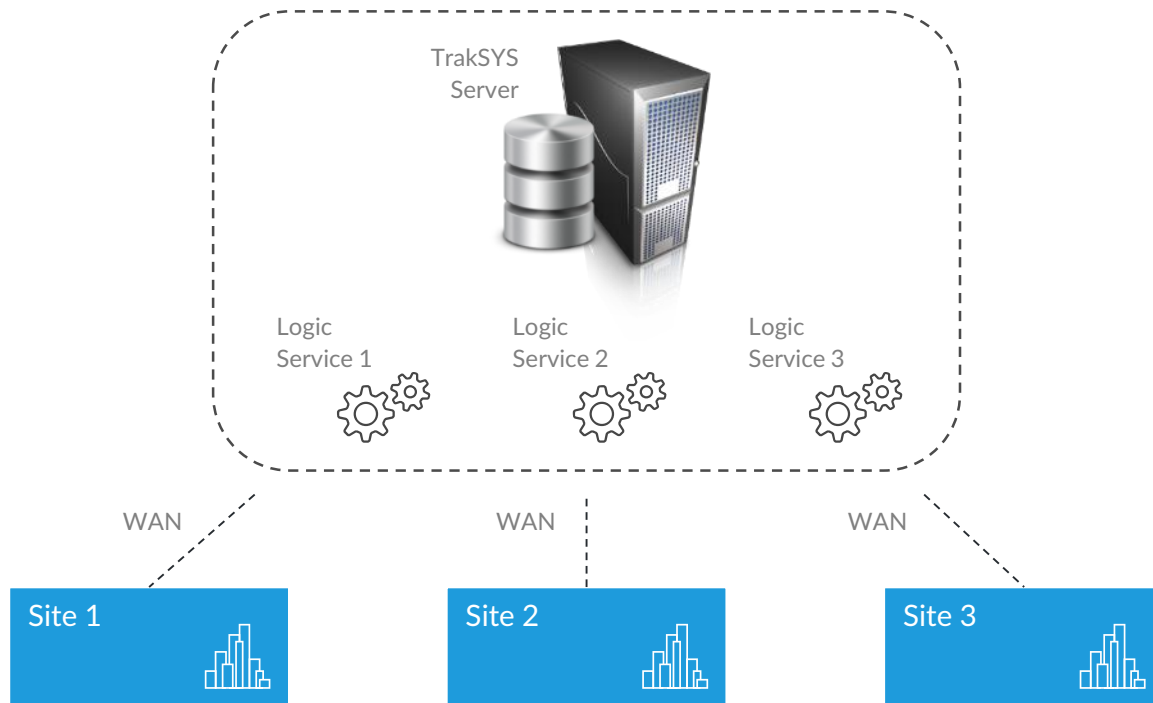 TrakSYS
Server
Logic
Service 1
Logic
Service 2
Logic
Service 3
WAN
WAN
WAN
Site 1
Site 2
Site 3